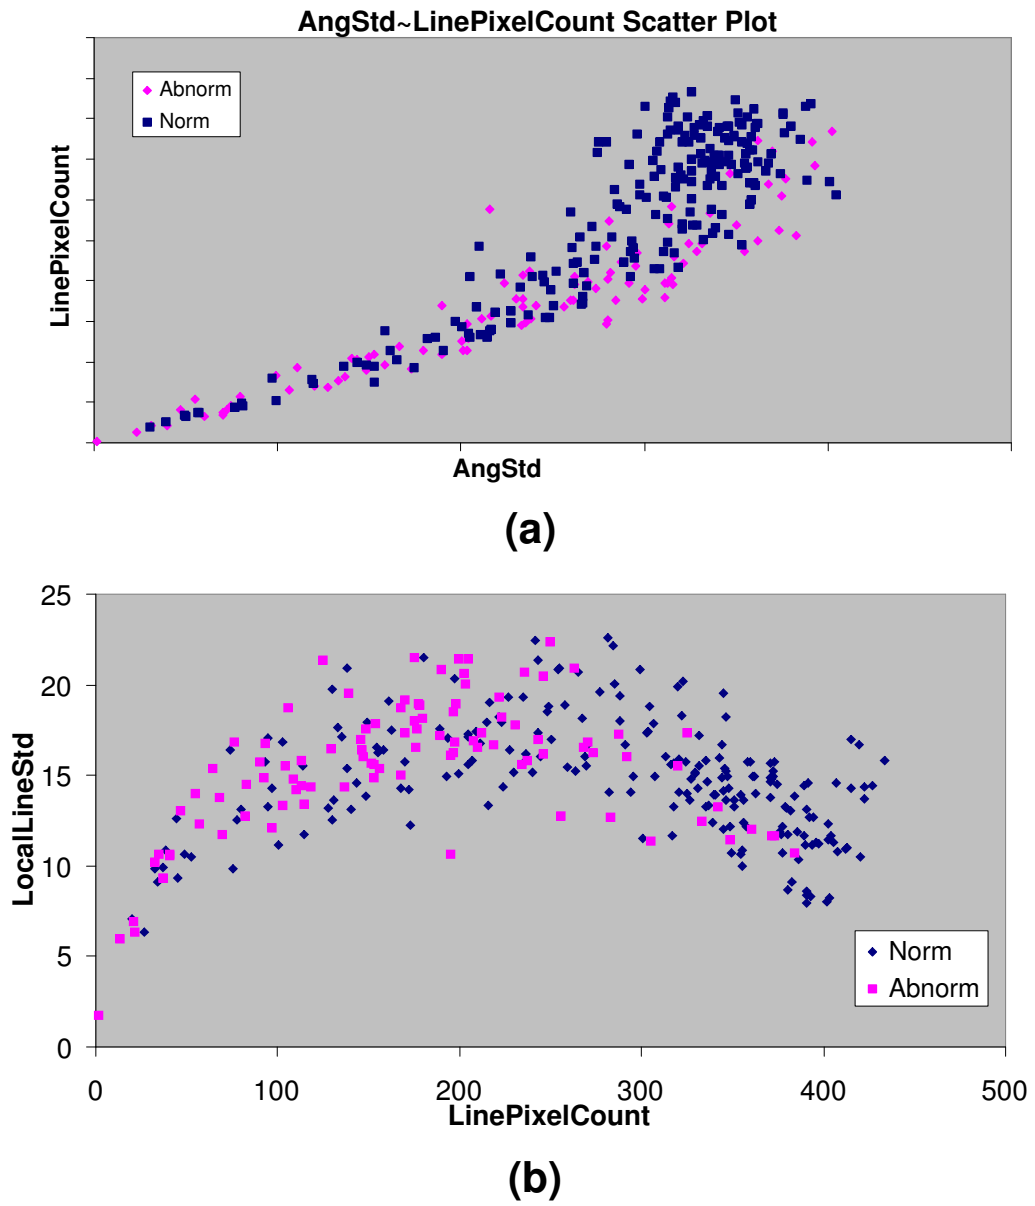 AngStd~LinePixelCount Scatter Plot
Abnorm
Norm
LinePixelCount
AngStd
(a)
25
20
15
10
5
0
LocalLineStd
Norm
Abnorm
0 100 200 300 400 500
LinePixelCount
(b)